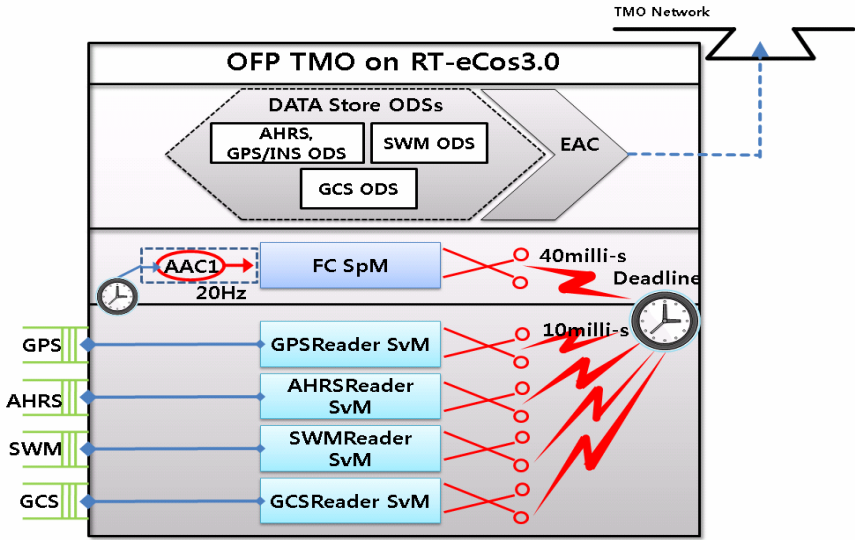 TMO Network
OFP TMO on RT-eCos3.0
DATA Store ODSs
AHRS,
GPS/INS ODS
SWM ODS
GCS ODS
EAC
AAC1
20Hz
FC SpM
40milli-s
Deadline
10milli-s
GPS
GPSReader SvM
AHRS
AHRSReader
SvM
SWM
SWMReader
SvM
GCS
GCSReader SvM